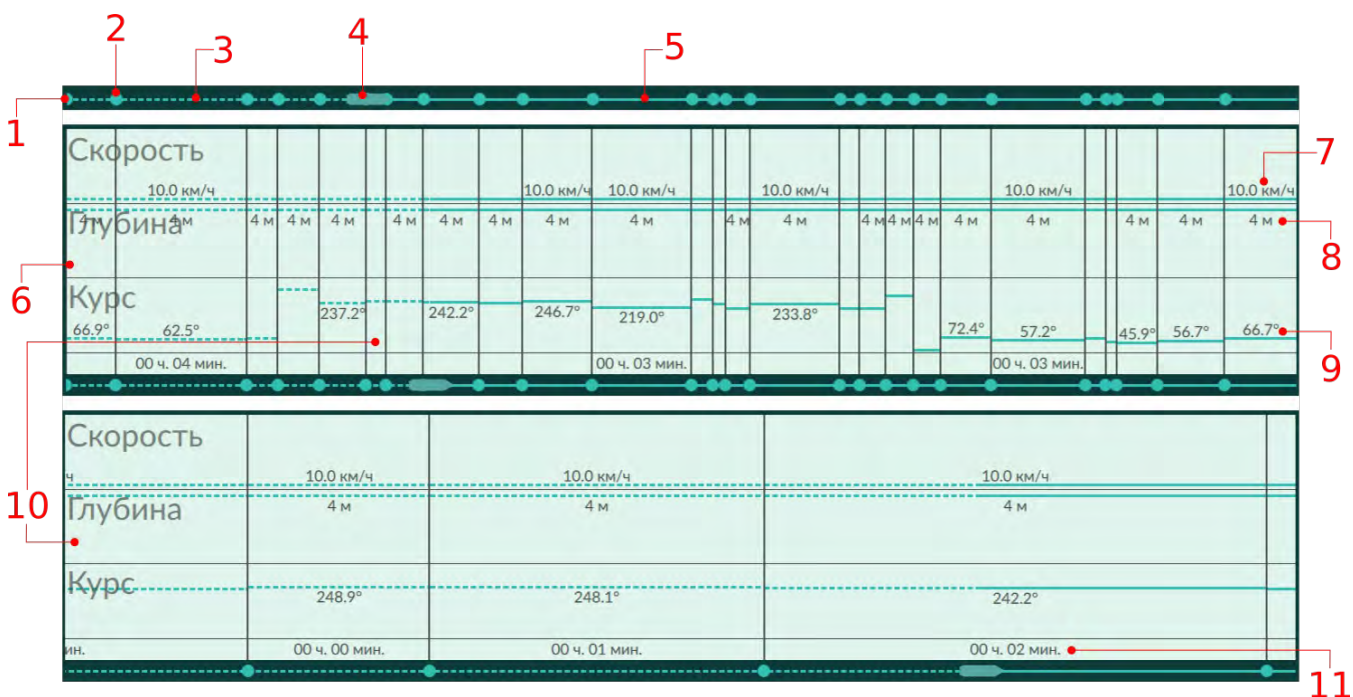 2
3
4
5
1
Скорость
10.0 км/ч 10.0 км/ч 10.0 км/ч 10.0 км/ч 10.0 км/ч 10.0 км/ч
7
4 м 4 м 4 м 4 м 4 м 4 м 4 м 4 м 4 м 4 м 4 м 4 м 4 м 4 м 4 м 4 м 4 м 4 м 4 м 4 м
Глубина
8
6
Курс
237.2° 242.2° 246.7° 219.0° 233.8°
66.9° 62.5° 72.4° 57.2° 45.9° 56.7° 66.7°
00 ч. 04 мин. 00 ч. 03 мин. 00 ч. 03 мин.
9
Скорость
ч 10.0 км/ч 10.0 км/ч 10.0 км/ч
10
Глубина
4 м 4 м 4 м
Курс
248.9° 248.1° 242.2°
ин. 00 ч. 00 мин. 00 ч. 01 мин. 00 ч. 02 мин.
11